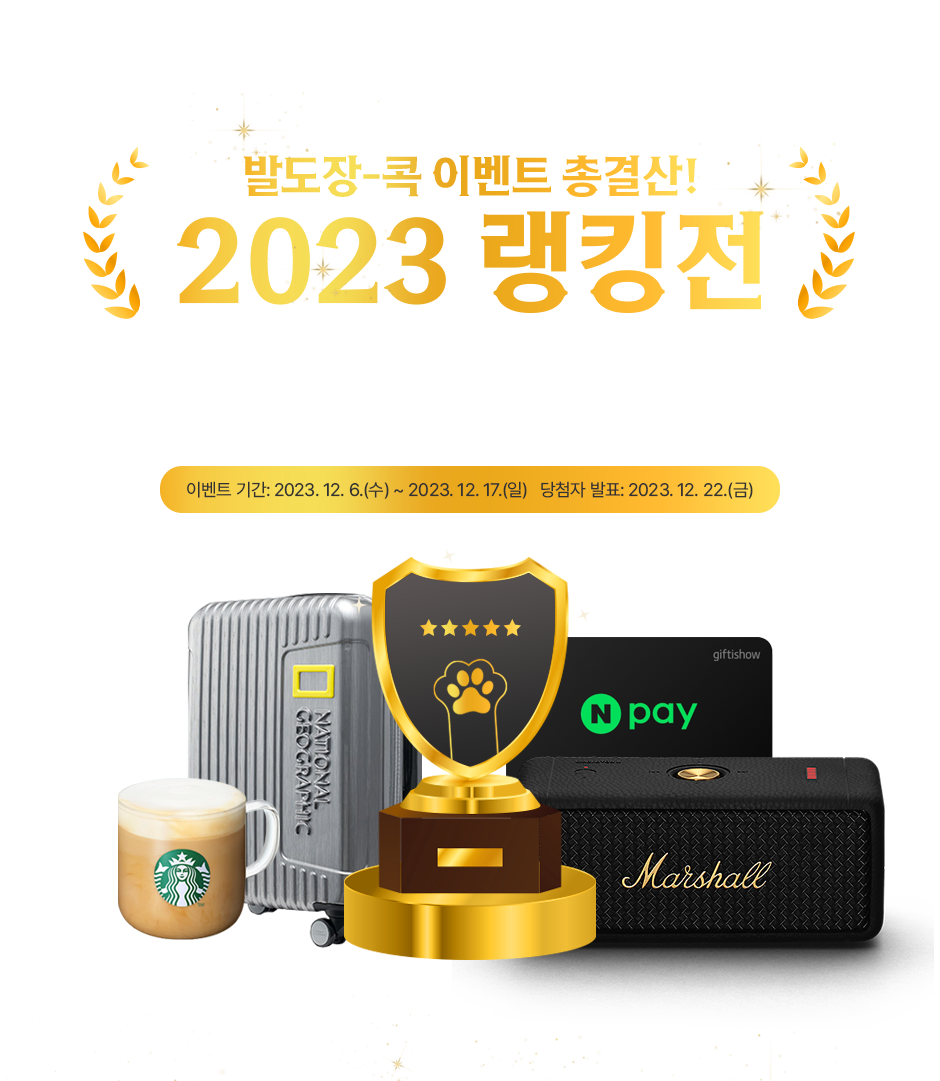 발도장-콕 이벤트 총결산!
2023 랭킹전
이벤트 기간: 2023. 12. 6.(수) ~ 2023. 12. 17.(일) 당첨자 발표: 2023. 12. 22.(금)
giftishow
N pay
NATIONAL
GEOGRAPHIC
Marshall